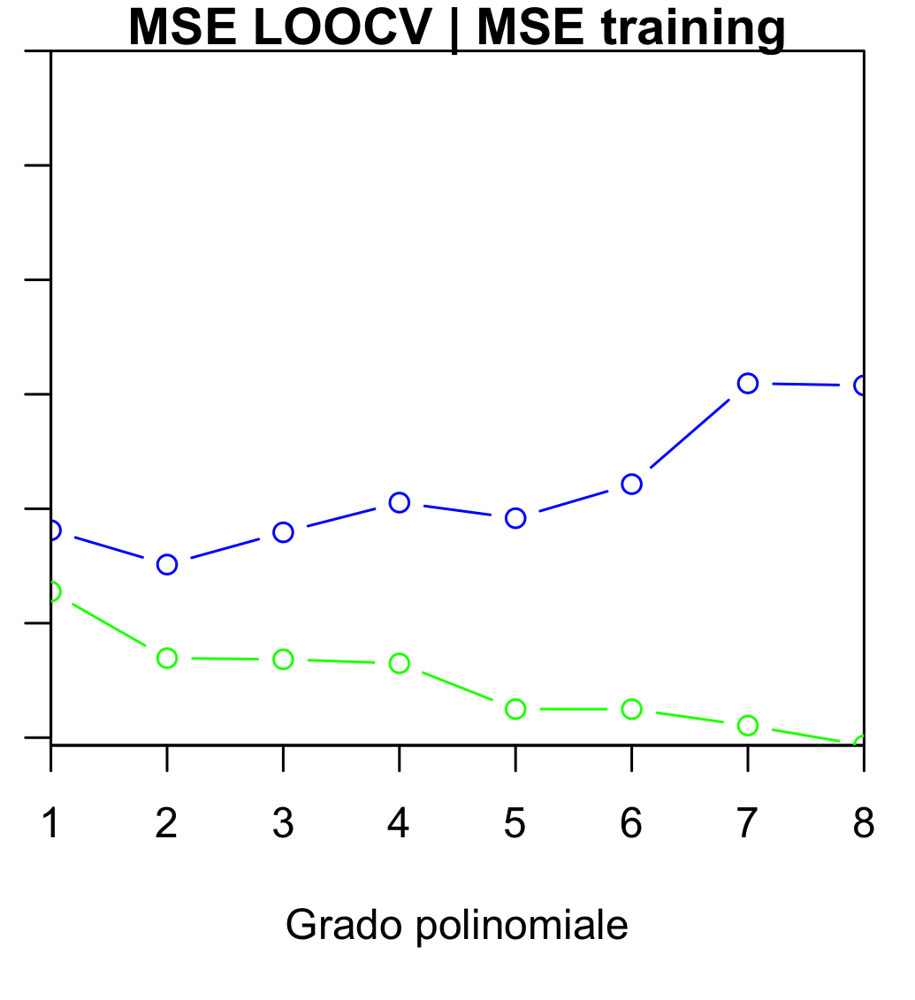 MSE LOOCV | MSE training
1 2 3 4 5 6 7 8
Grado polinomiale